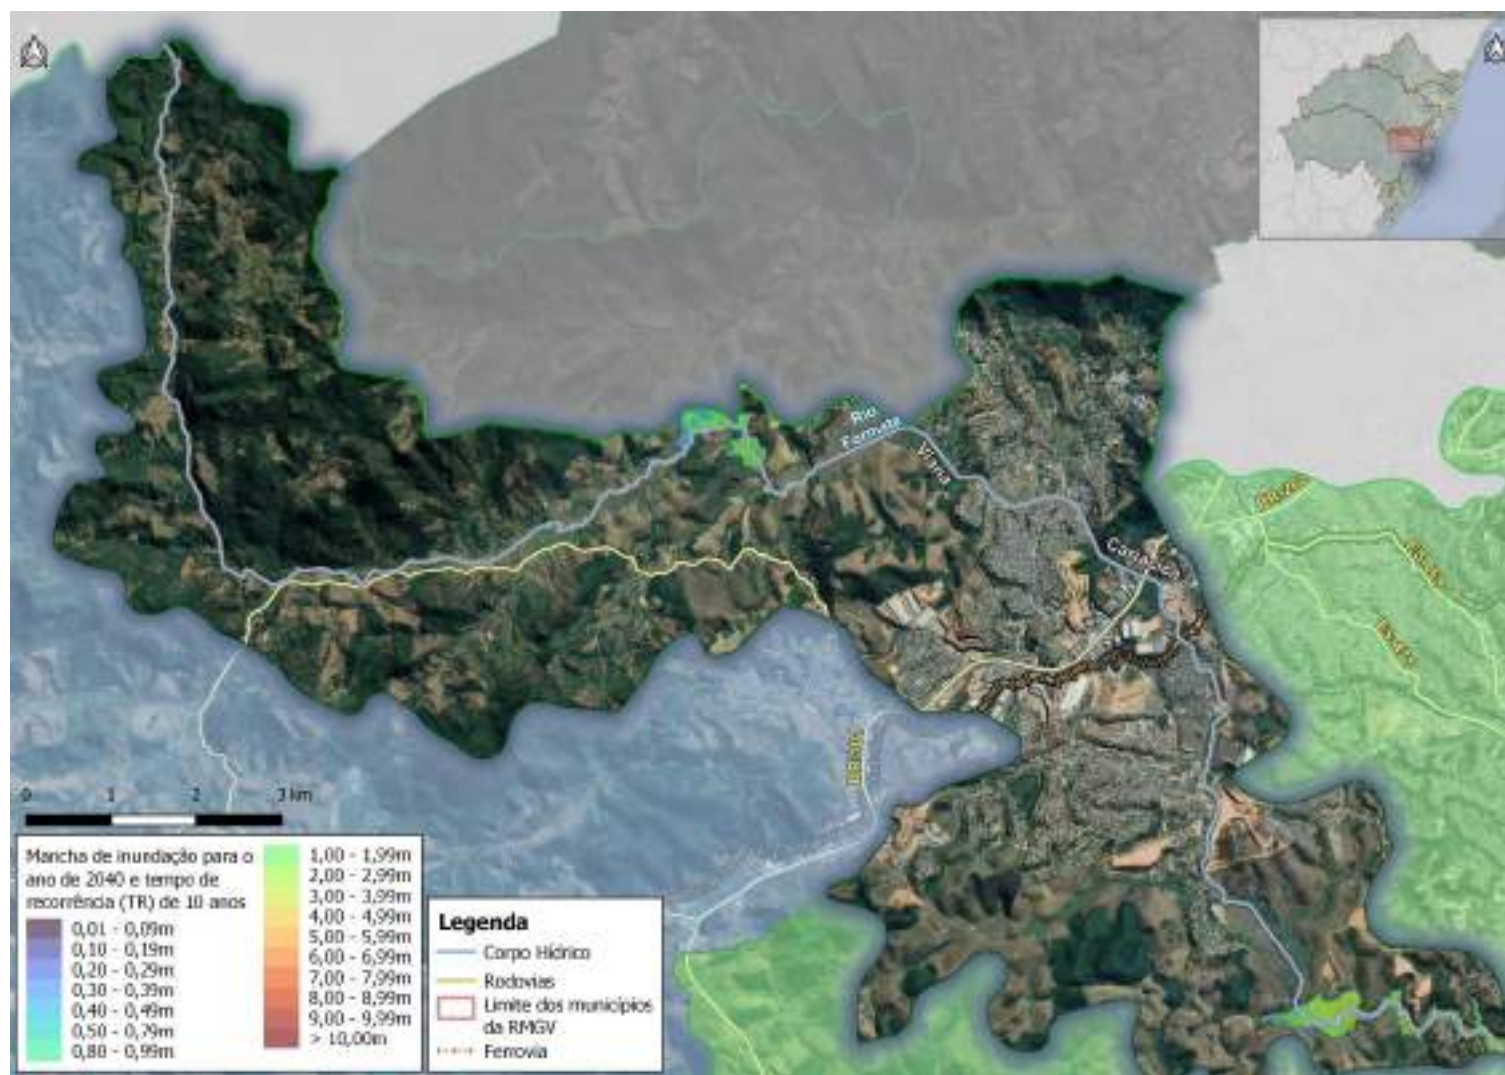 Rio
Formate
Viana
Cariacica
BR-262
0 1 2 3 km
Mancha de inundação para o
ano de 2040 e tempo de
recorrência (TR) de 10 anos
0,01 - 0,09m
0,10 - 0,19m
0,20 - 0,29m
0,30 - 0,39m
0,40 - 0,49m
0,50 - 0,79m
0,80 - 0,99m
1,00 - 1,99m
2,00 - 2,99m
3,00 - 3,99m
4,00 - 4,99m
5,00 - 5,99m
6,00 - 6,99m
7,00 - 7,99m
8,00 - 8,99m
9,00 - 9,99m
> 10,00m
Legenda
Corpo Hídrico
Rodovias
Limite dos municípios
da RMGV
Ferrovia